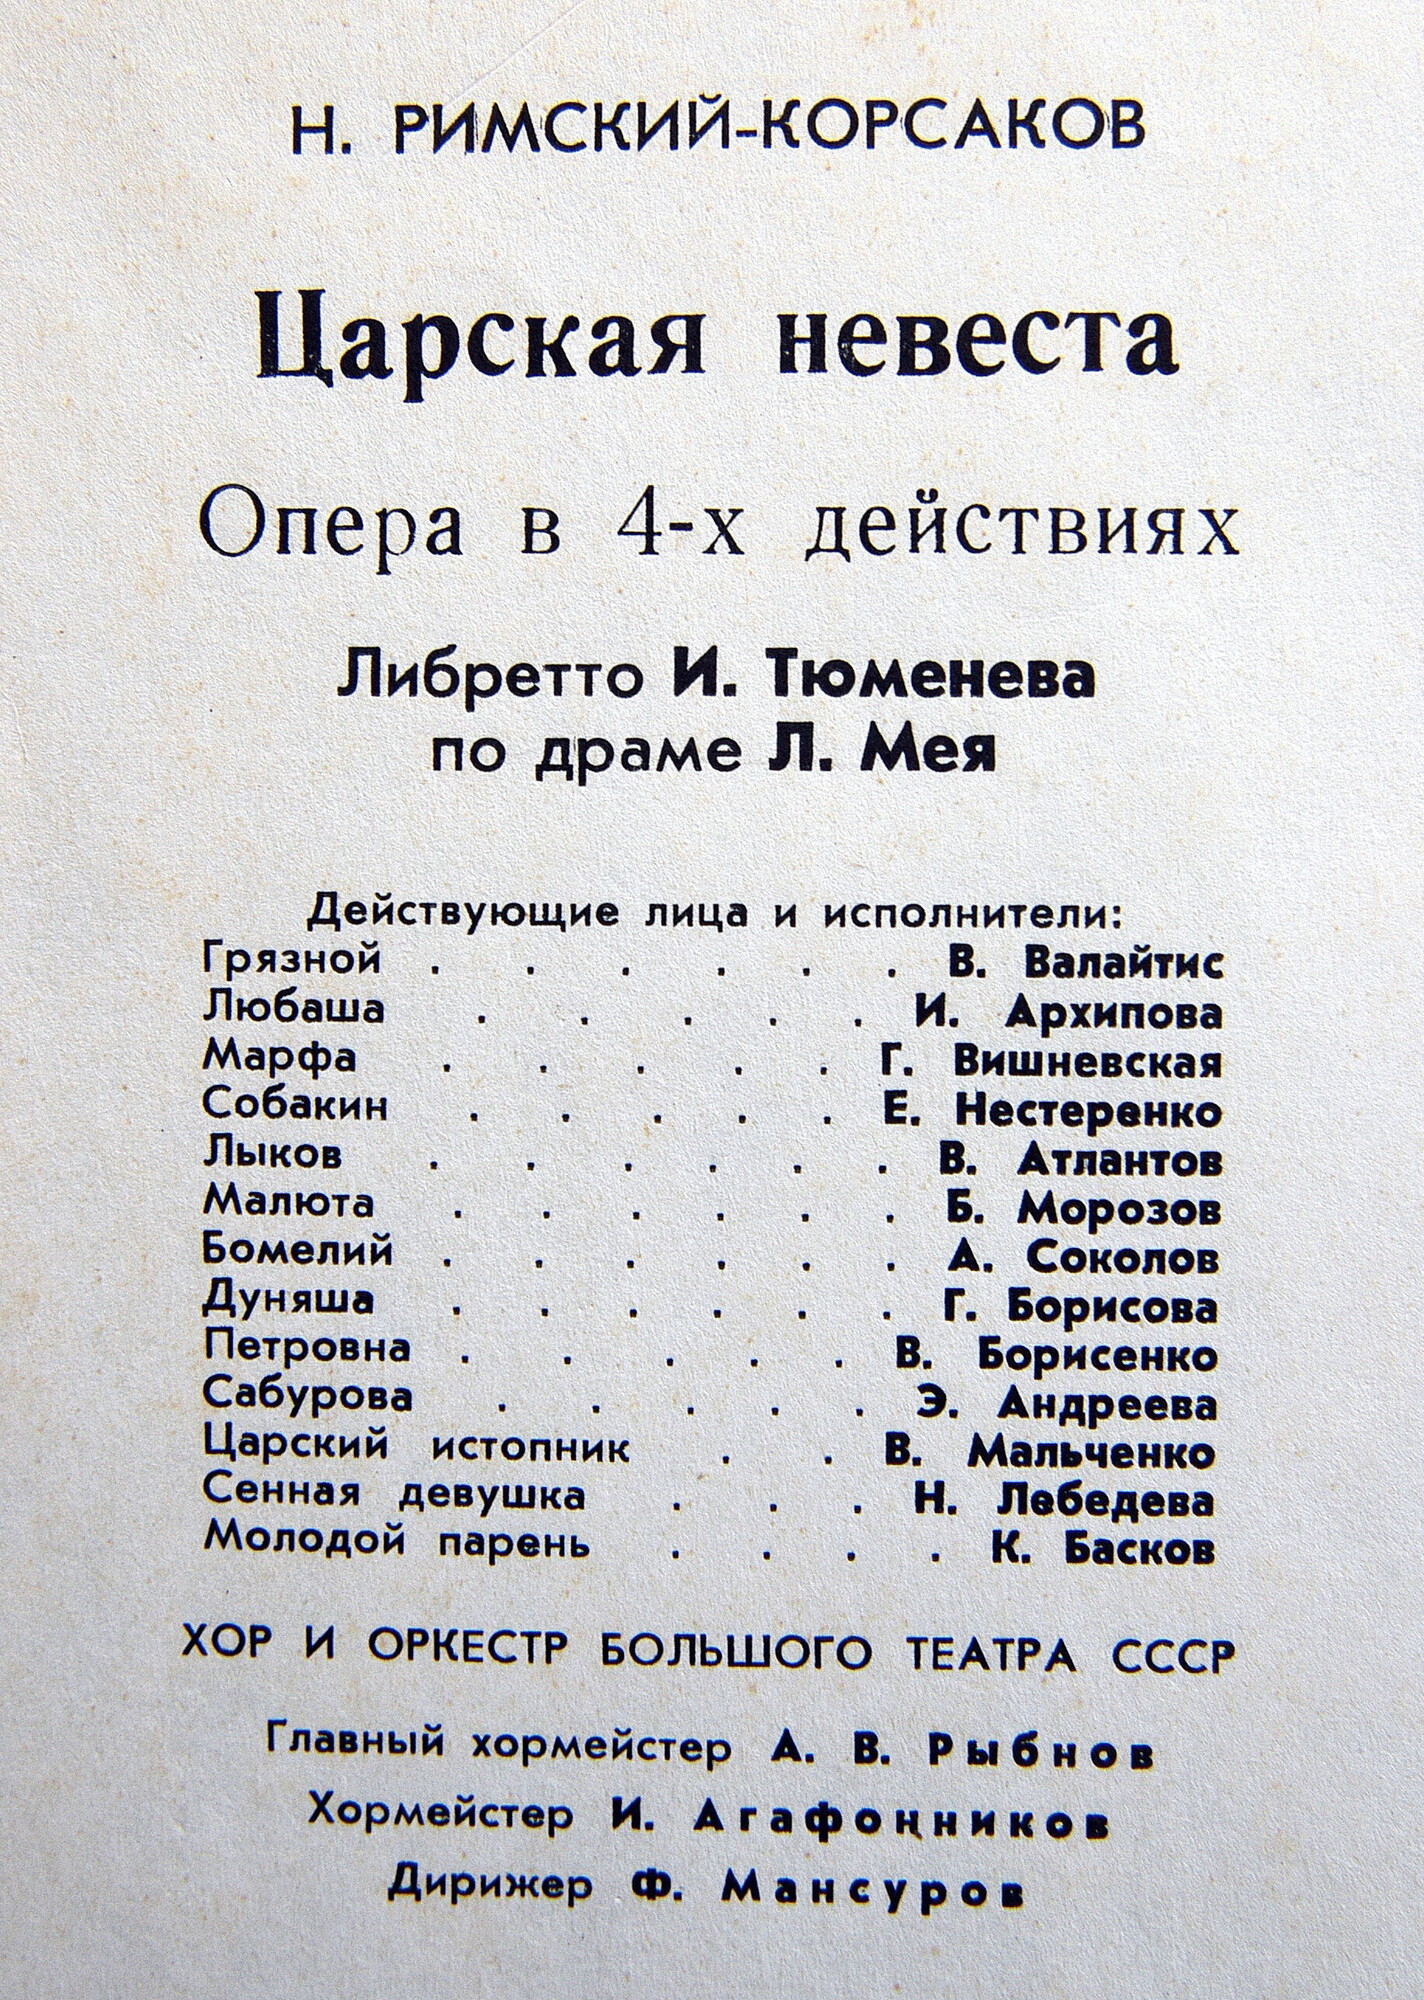 Н. РИМСКИЙ-КОРСАКОВ
Царская невеста
Опера в 4-х действиях
Либретто И. Тюменева
по драме Л. Мея
Действующие лица и исполнители:
Грязной . . . . . . В. Валайтис
Любаша . . . . . И. Архипова
Марфа . . . . . Г. Вишневская
Собакин . . . . . Е. Нестеренко
Лыков . . . . . . В. Атлантов
Малюта . . . . . . Б. Морозов
Бомелий . . . . . . А. Соколов
Дуняша . . . . . . Г. Борисова
Петровна . . . . . В. Борисенко
Сабурова . . . . . Э. Андреева
Царский истопник . . В. Мальченко
Сенная девушка . . . Н. Лебедева
Молодой парень . . . . К. Басков
ХОР И ОРКЕСТР БОЛЬШОГО ТЕАТРА СССР
Главный хормейстер А. В. Рыбнов
Хормейстер И. Агафонников
Дирижер Ф. Мансуров